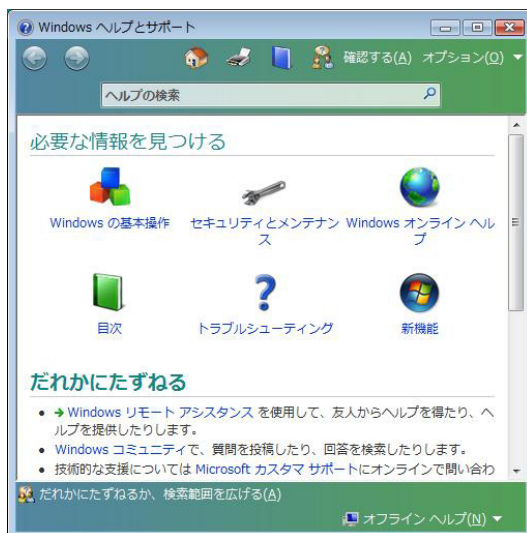 Windows ヘルプとサポート
確認する(A) オプション(O)
ヘルプの検索
必要な情報を見つける
Windows の基本操作
セキュリティとメンテナン
ス
Windows オンライン ヘル
プ
目次
トラブルシューティング
新機能
だれかにたずねる
Windows リモート アシスタンス を使用して、友人からヘルプを得たり、ヘ
ルプを提供したりします。
Windows コミュニティで、質問を投稿したり、回答を検索したりします。
技術的な支援については Microsoft カスタマ サポートにオンラインで問い合わ
だれかにたずねるか、検索範囲を広げる(A)
オフライン ヘルプ(N)